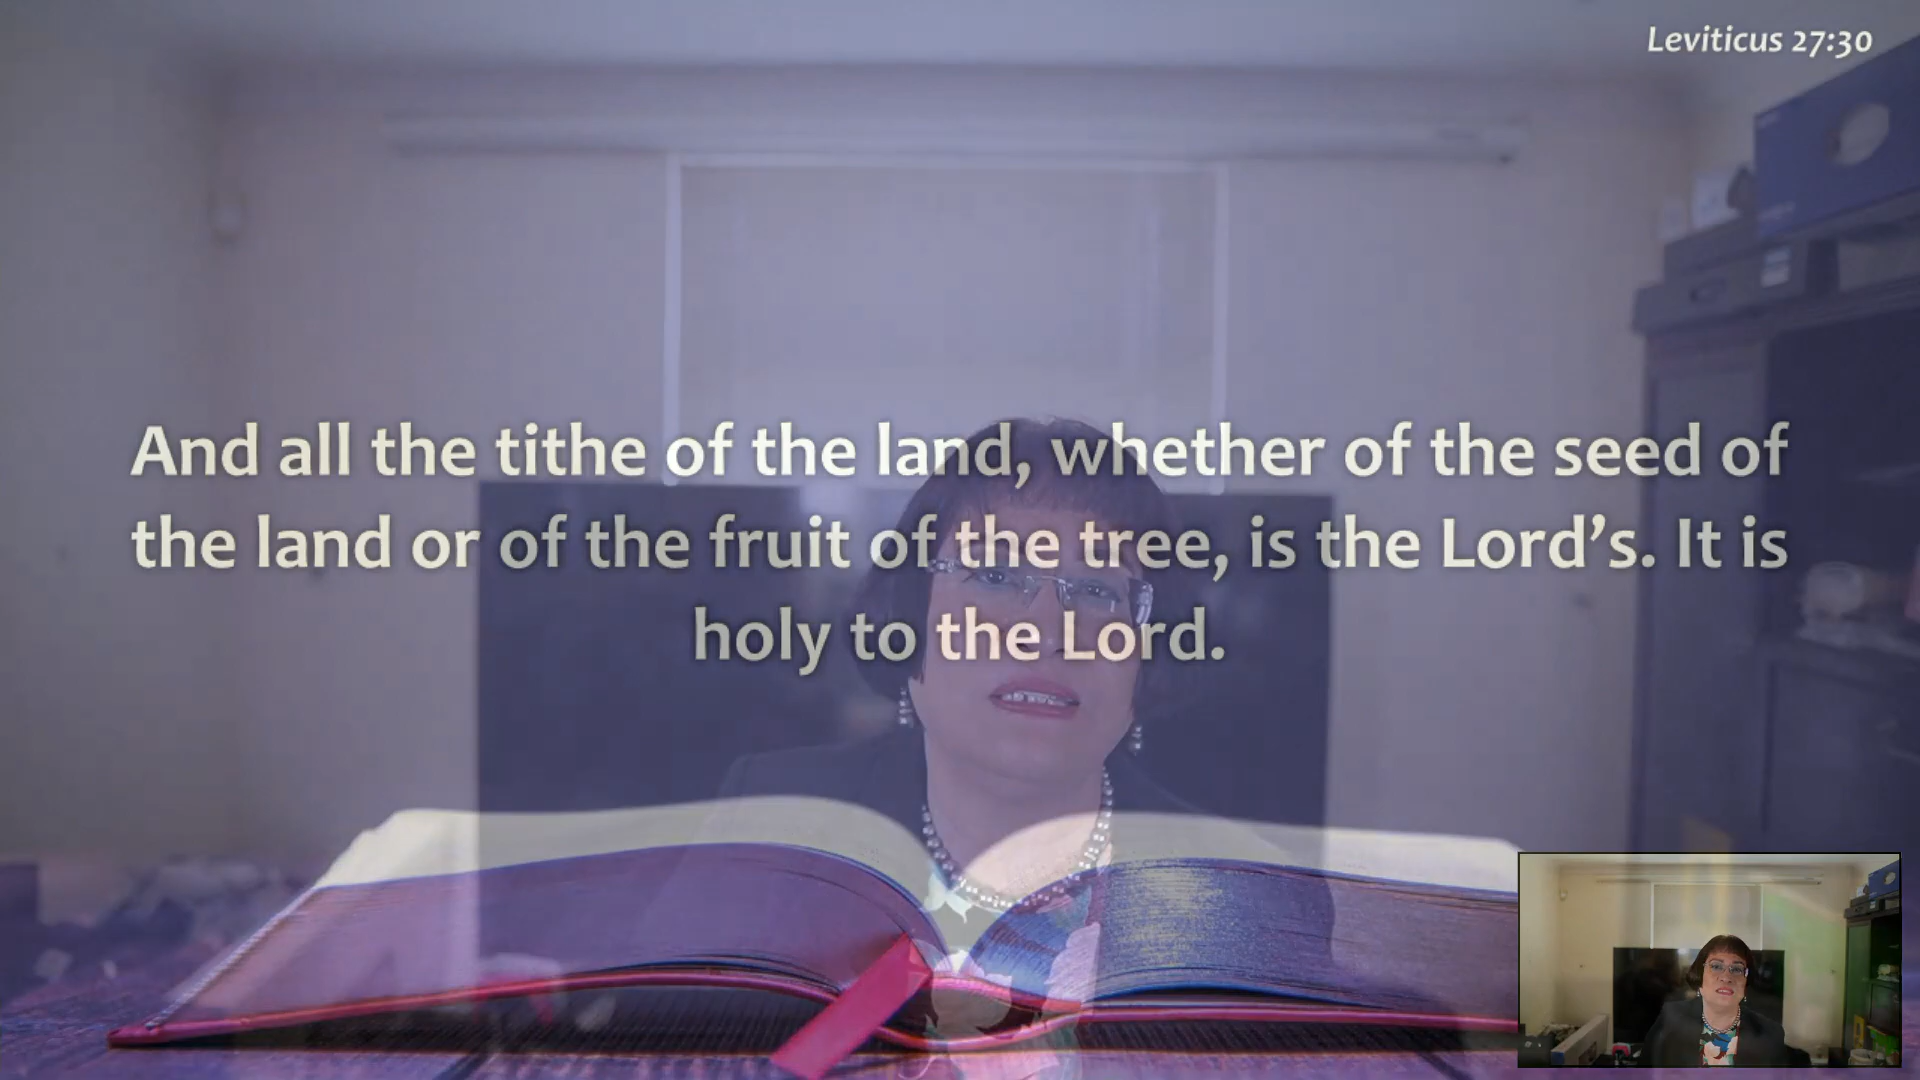 Leviticus 27:30
And all the tithe of the land, whether of the seed of
the land or of the fruit of the tree, is the Lord’s. It is
holy to the Lord.